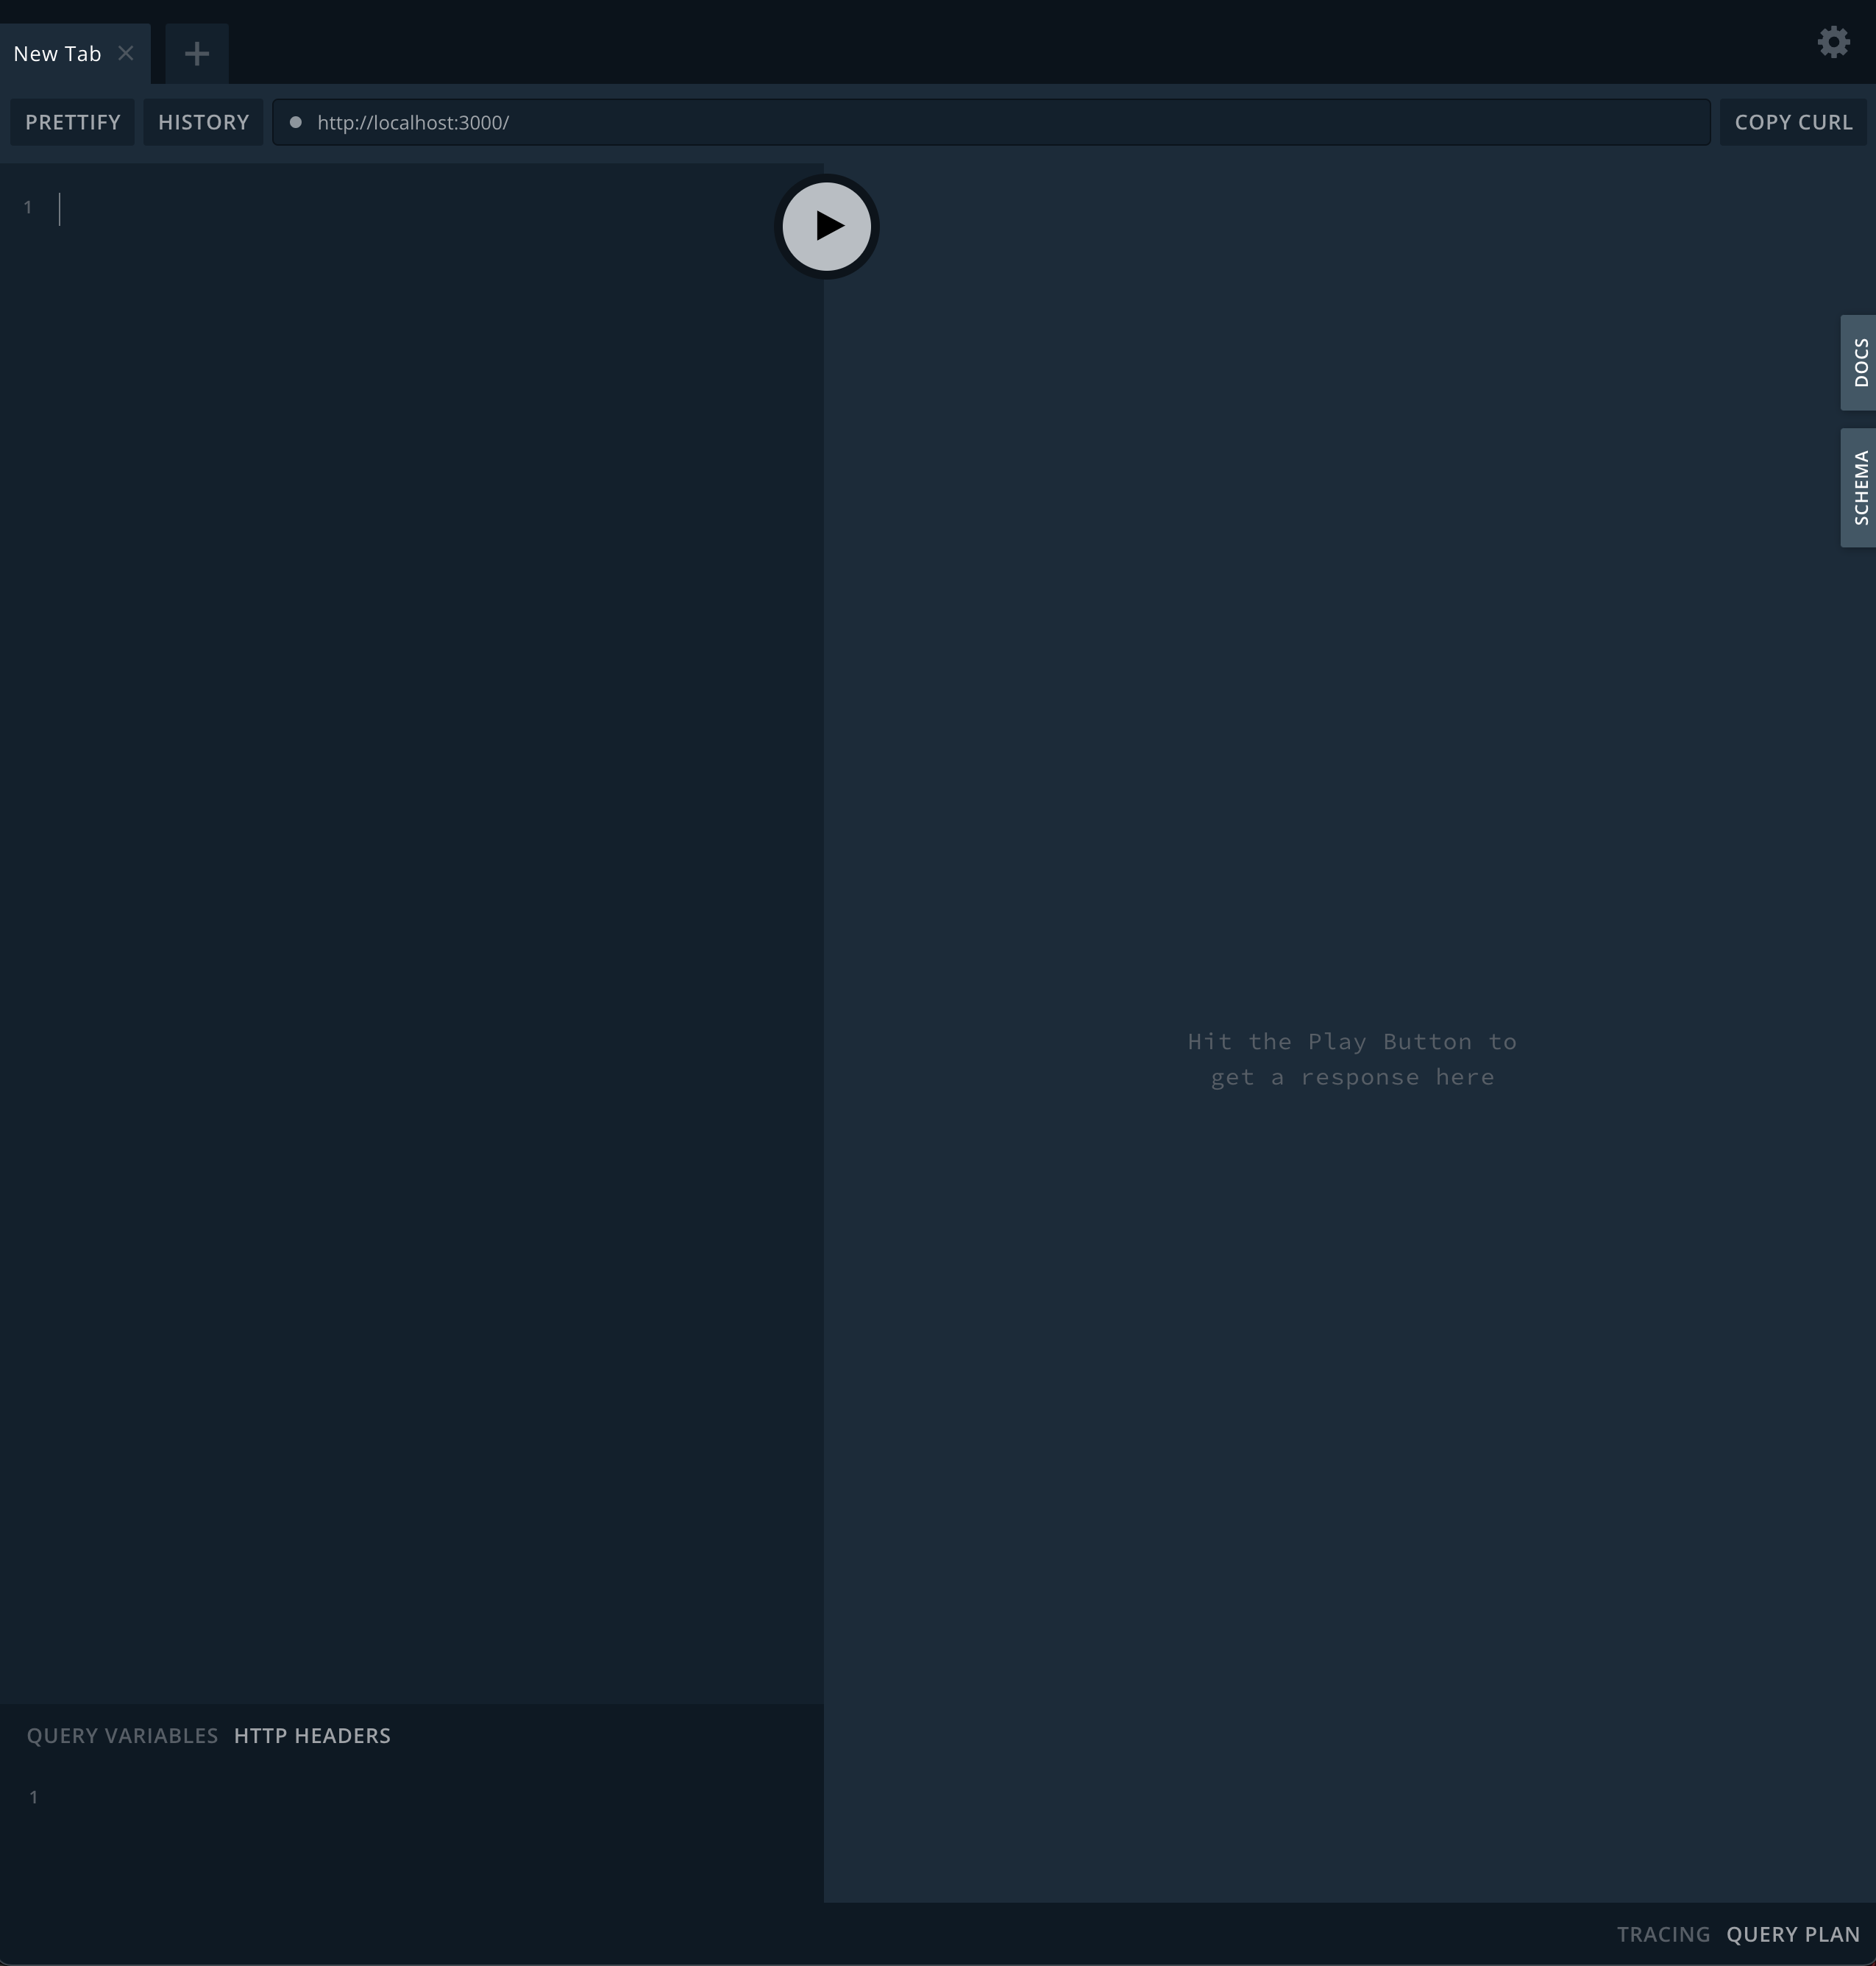 New Tab
PRETTIFY HISTORY http://localhost:3000/ COPY CURL
1
DOCS
SCHEMA
Hit the Play Button to
get a response here
QUERY VARIABLES HTTP HEADERS
1
TRACING QUERY PLAN